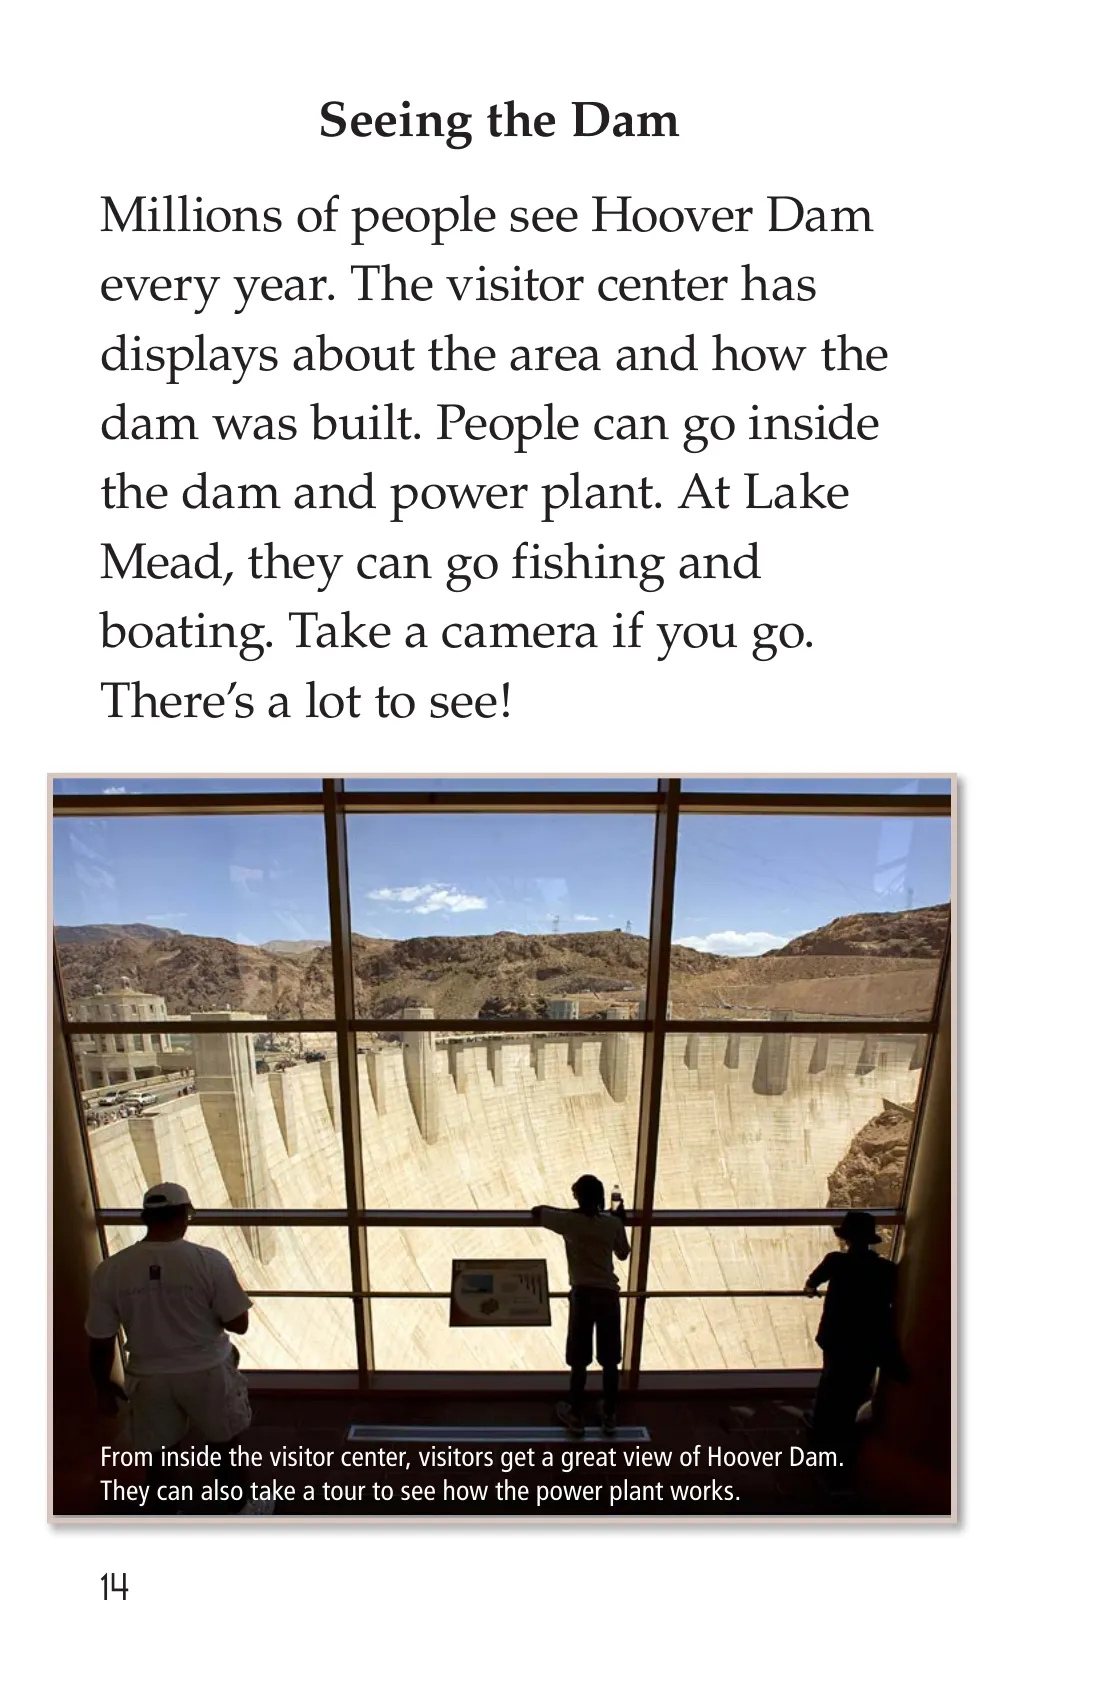 Seeing the Dam
Millions of people see Hoover Dam
every year. The visitor center has
displays about the area and how the
dam was built. People can go inside
the dam and power plant. At Lake
Mead, they can go fishing and
boating. Take a camera if you go.
There’s a lot to see!
From inside the visitor center, visitors get a great view of Hoover Dam.
They can also take a tour to see how the power plant works.
14